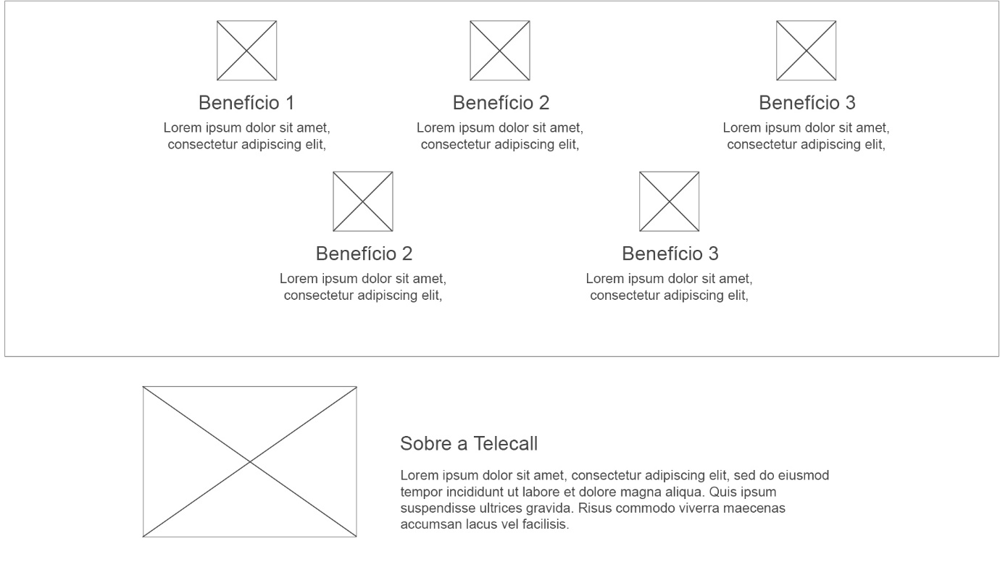 Benefício 1
Lorem ipsum dolor sit amet,
consectetur adipiscing elit,
Benefício 2
Lorem ipsum dolor sit amet,
consectetur adipiscing elit,
Benefício 3
Lorem ipsum dolor sit amet,
consectetur adipiscing elit,
Benefício 2
Lorem ipsum dolor sit amet,
consectetur adipiscing elit,
Benefício 3
Lorem ipsum dolor sit amet,
consectetur adipiscing elit,
Sobre a Telecall
Lorem ipsum dolor sit amet, consectetur adipiscing elit, sed do eiusmod
tempor incididunt ut labore et dolore magna aliqua. Quis ipsum
suspendisse ultrices gravida. Risus commodo viverra maecenas
accumsan lacus vel facilisis.